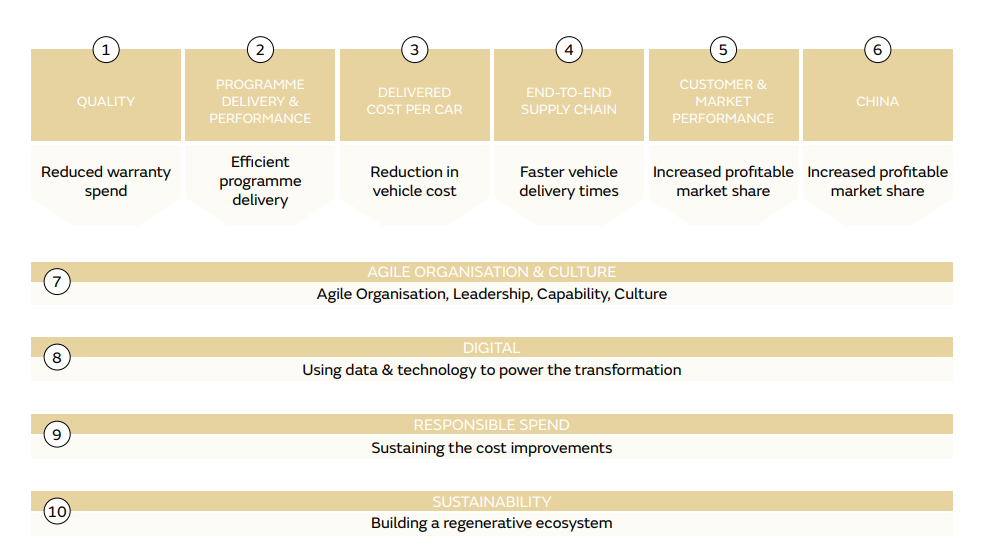 1
QUALITY
Reduced warranty
spend
2
PROGRAMME
DELIVERY &
PERFORMANCE
Efficient
programme
delivery
3
DELIVERED
COST PER CAR
Reduction in
vehicle cost
4
END-TO-END
SUPPLY CHAIN
Faster vehicle
delivery times
5
CUSTOMER &
MARKET
PERFORMANCE
Increased profitable
market share
6
CHINA
Increased profitable
market share
7
AGILE ORGANISATION & CULTURE
Agile Organisation, Leadership, Capability, Culture
8
DIGITAL
Using data & technology to power the transformation
9
RESPONSIBLE SPEND
Sustaining the cost improvements
10
SUSTAINABILITY
Building a regenerative ecosystem